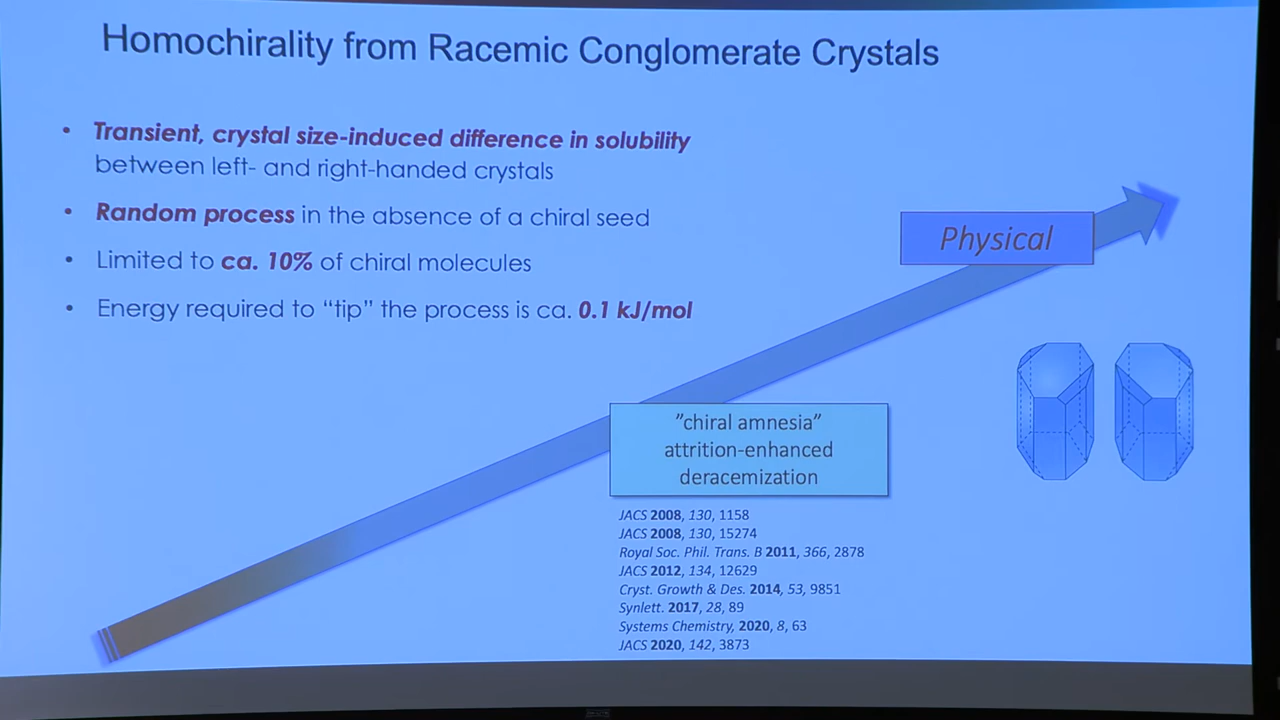 Homochirality from Racemic Conglomerate Crystals
• Transient, crystal size-induced difference in solubility
between left- and right-handed crystals
• Random process in the absence of a chiral seed
• Limited to ca. 10% of chiral molecules
• Energy required to “tip” the process is ca. 0.1 kJ/mol
Physical
”chiral amnesia”
attrition-enhanced
deracemization
JACS 2008, 130, 1158
JACS 2008, 130, 15274
Royal Soc. Phil. Trans. B 2011, 366, 2878
JACS 2012, 134, 12629
Cryst. Growth & Des. 2014, 53, 9851
Synlett. 2017, 28, 89
Systems Chemistry, 2020, 8, 63
JACS 2020, 142, 3873